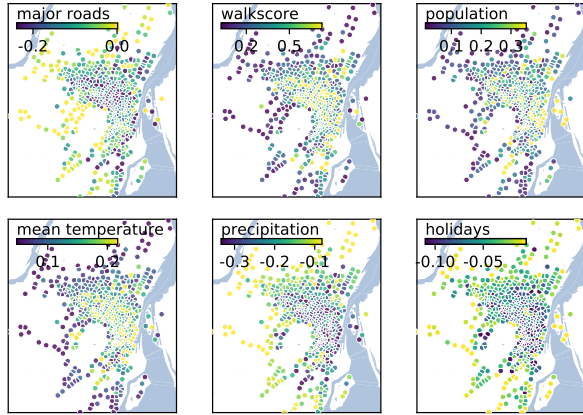 major roads
-0.2 0.0
walkscore
0.2 0.5
population
0.1 0.2 0.3
mean temperature
0.1 0.2
precipitation
-0.3 -0.2 -0.1
holidays
-0.10 -0.05